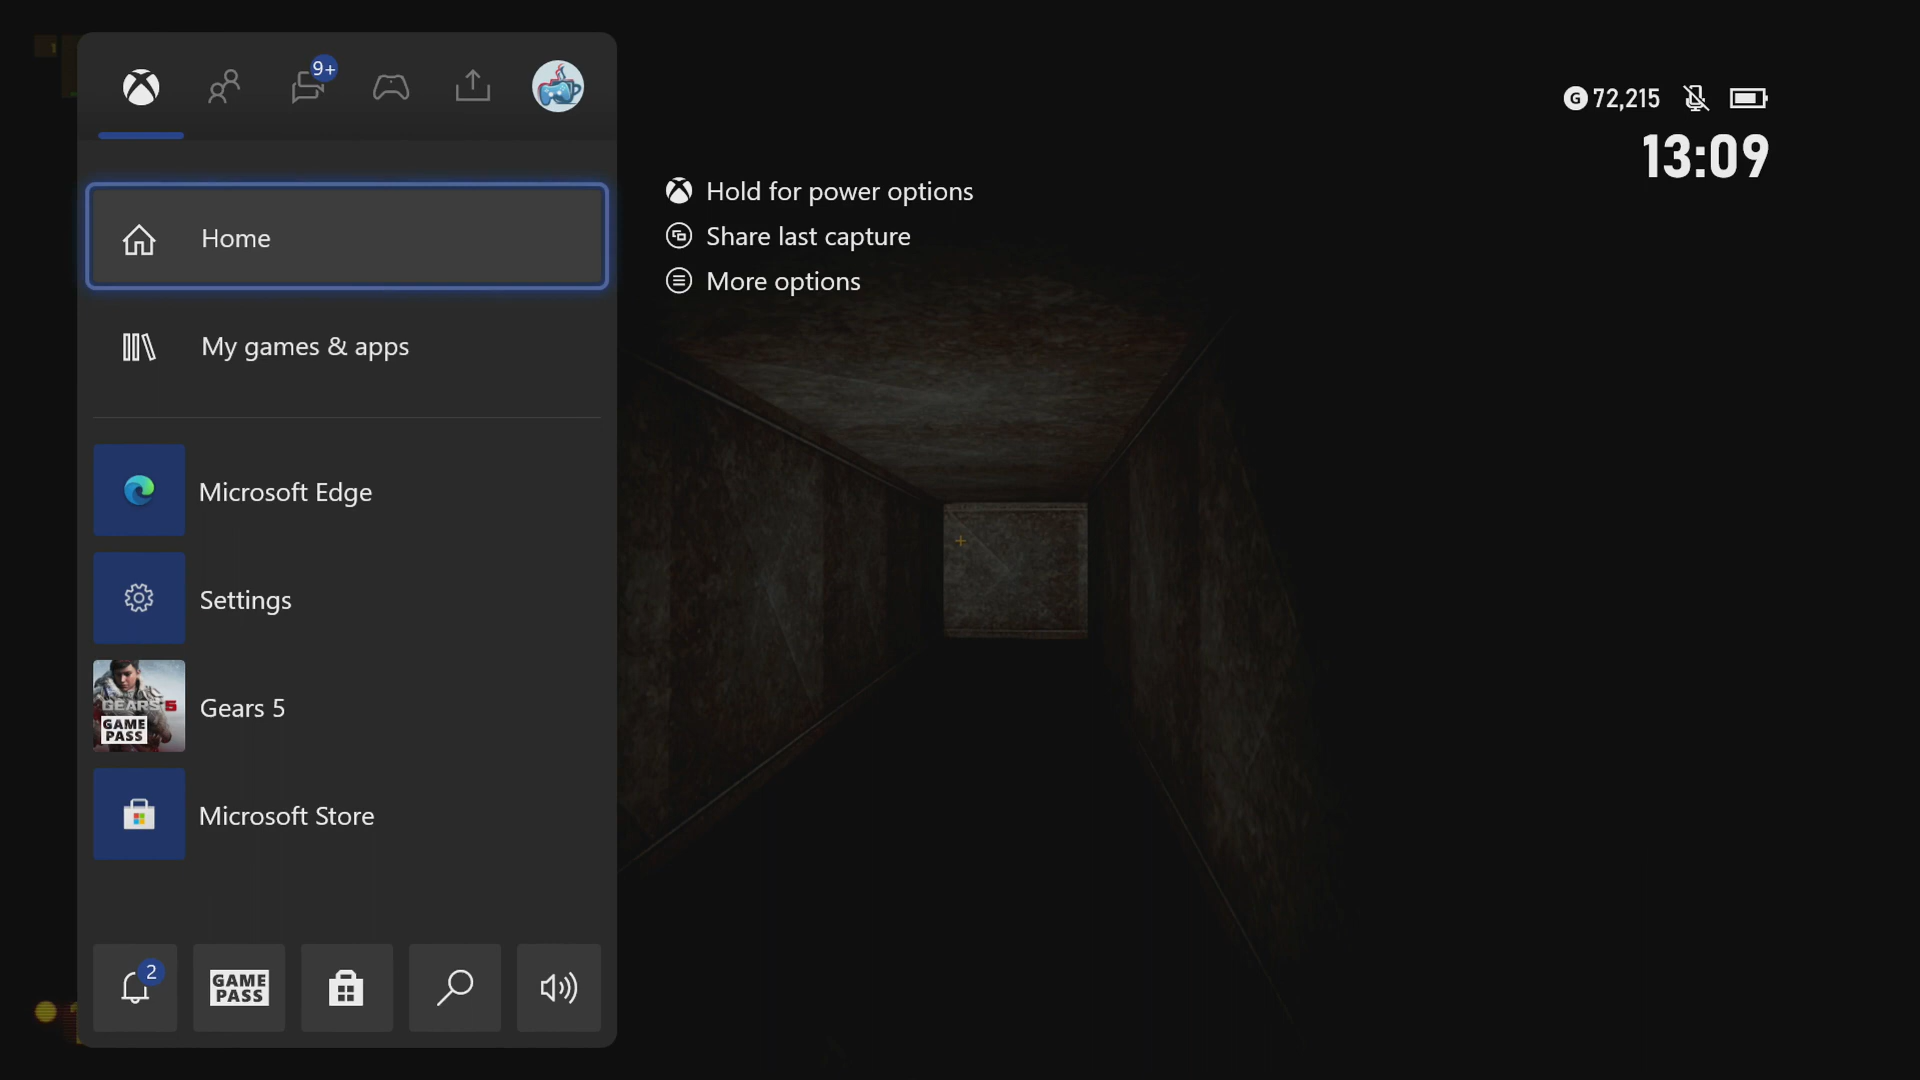 9+
G 72,215
13:09
Home
Hold for power options
Share last capture
More options
My games & apps
Microsoft Edge
Settings
GEARS 5
GAME
PASS
Gears 5
Microsoft Store
2
GAME
PASS